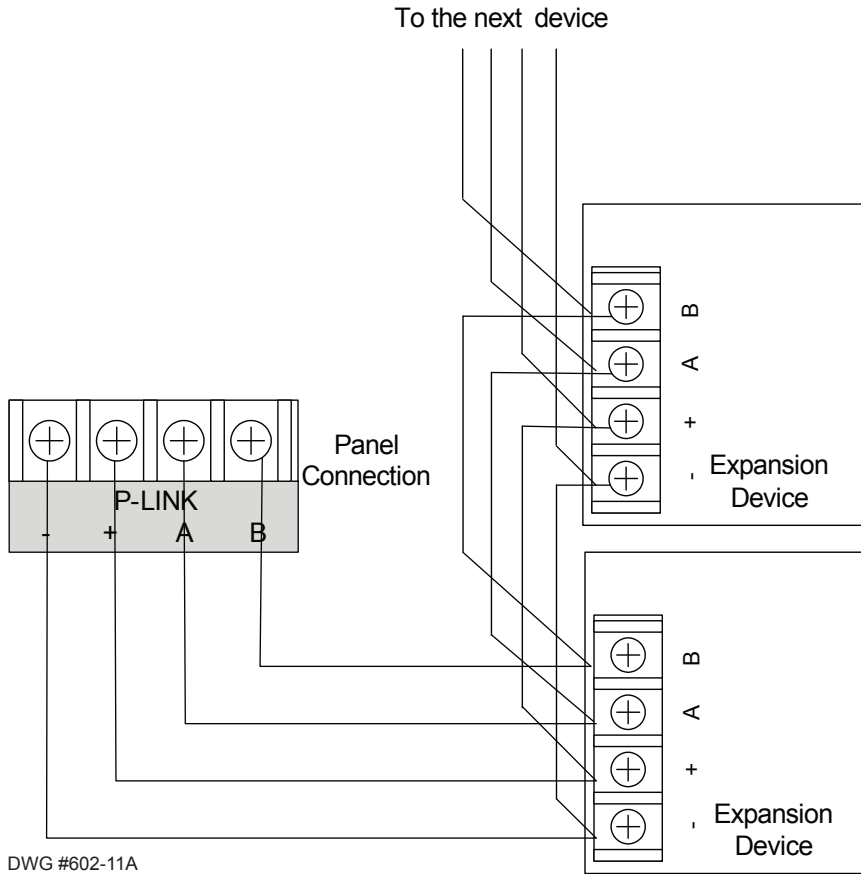 To the next device
B
A
+
-
Expansion
Device
Panel
Connection
P-LINK
- + A B
B
A
+
-
Expansion
Device
DWG #602-11A